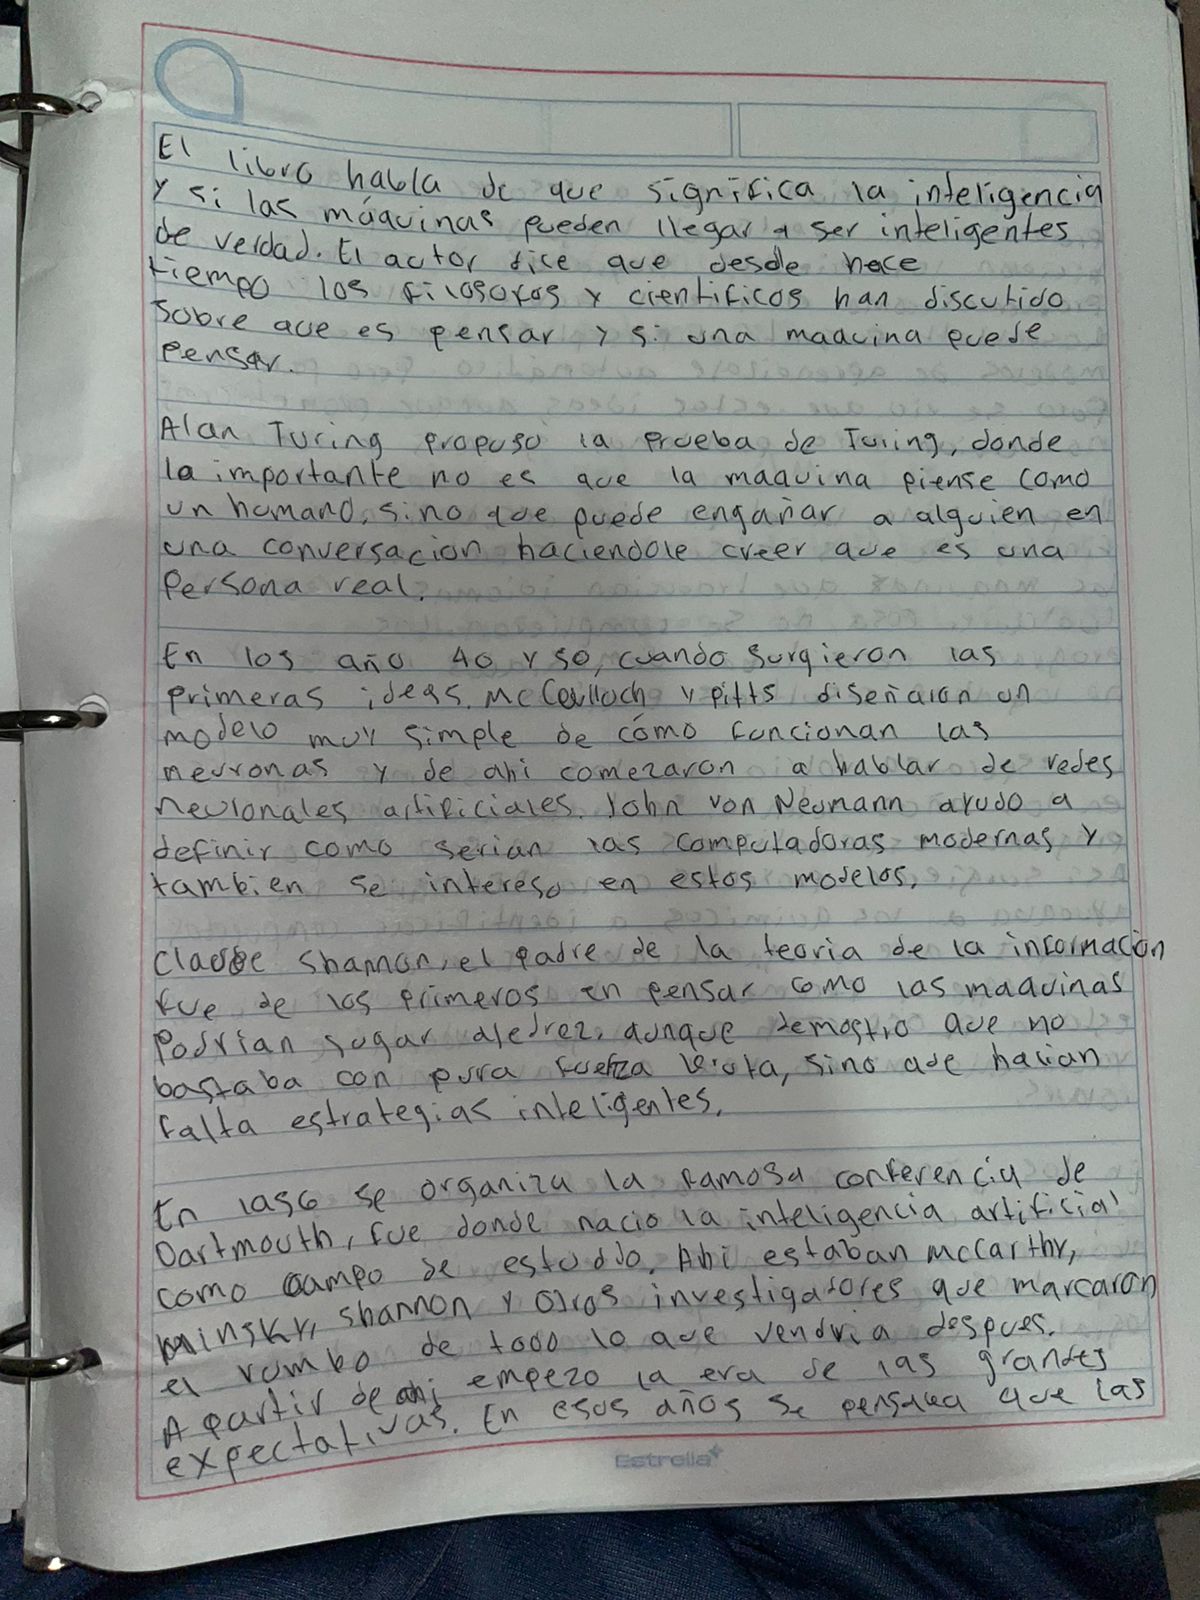 El libro habla de que significa la inteligencia
y si las máquinas pueden llegar a ser inteligentes
de verdad. El actor dice que desde hace
tiempo los filosofos y cientificos han discutido
sobre que es pensar y si una maquina puede
pensar.
Alan Turing propuso la prueba de Turing, donde
la importante no es que la maquina piense como
un humano, sino que puede engañar a alguien en
una conversacion haciendole creer que es una
persona real.
En los año 40 y 50, cuando surgieron las
primeras ideas. McCulloch y Pitts diseñaron un
modelo muy simple de cómo funcionan las
neuronas y de ahi comezaron a hablar de redes
neuronales artificiales. John von Neumann ayudo a
definir como serian las computadoras modernas y
tambien se intereso en estos modelos.
Claude Shannon, el padre de la teoria de la informacion
fue de los primeros en pensar como las maquinas
podrian jugar ajedrez, aunque demostro que no
bastaba con pura fuerza bruta, sino que hacian
falta estrategias inteligentes.
En 1956 se organiza la famosa conferencia de
Dartmouth, fue donde nacio la inteligencia artificial
como campo de estudio. Ahi estaban McCarthy,
Minsky, Shannon y otros investigadores que marcaron
el rumbo de todo lo que vendria despues.
A partir de ahi empezo la era de las grandes
expectativas. En esos años se pensaba que las
Estrella